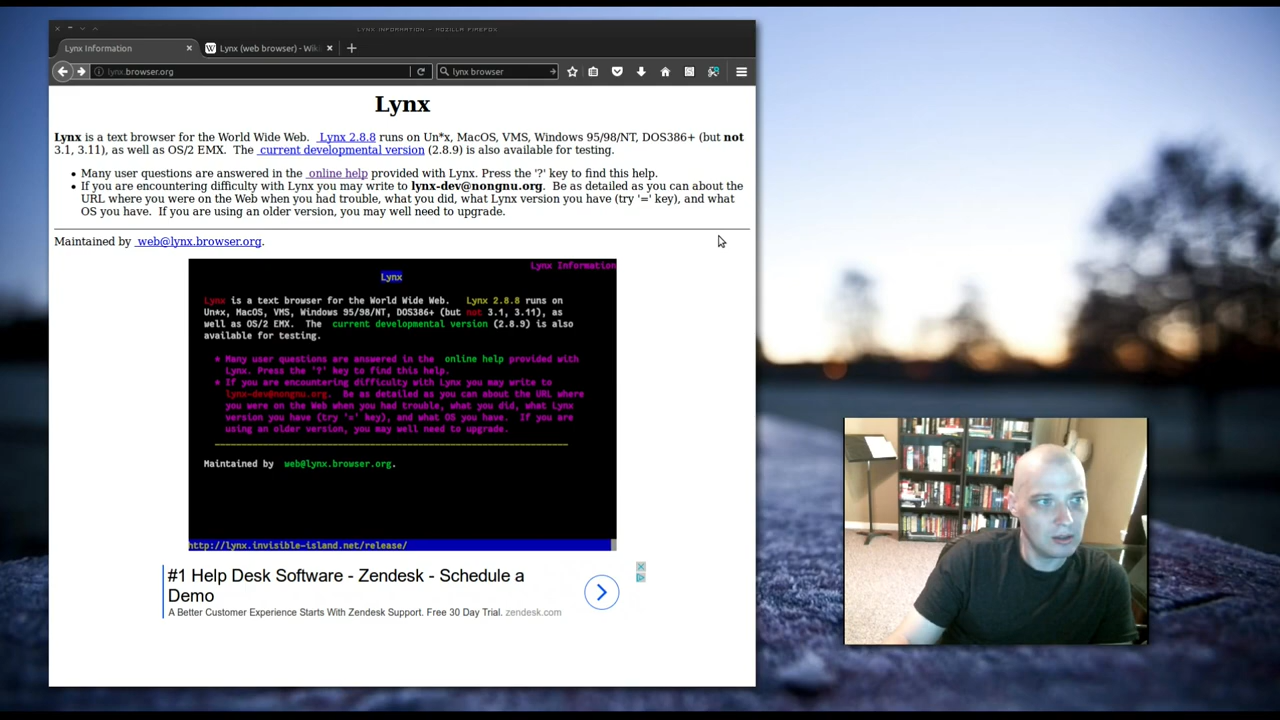 LYNX INFORMATION - MOZILLA FIREFOX
Lynx Information
W Lynx (web browser) - Wiki
lynx.browser.org
lynx browser
Lynx
Lynx is a text browser for the World Wide Web. Lynx 2.8.8 runs on Un*x, MacOS, VMS, Windows 95/98/NT, DOS386+ (but not
3.1, 3.11), as well as OS/2 EMX. The current developmental version (2.8.9) is also available for testing.
• Many user questions are answered in the online help provided with Lynx. Press the '?' key to find this help.
• If you are encountering difficulty with Lynx you may write to lynx-dev@nongnu.org. Be as detailed as you can about the
URL where you were on the Web when you had trouble, what you did, what Lynx version you have (try '=' key), and what
OS you have. If you are using an older version, you may well need to upgrade.
Maintained by web@lynx.browser.org.
Lynx Information
Lynx
Lynx is a text browser for the World Wide Web. Lynx 2.8.8 runs on
Un*x, MacOS, VMS, Windows 95/98/NT, DOS386+ (but not 3.1, 3.11), as
well as OS/2 EMX. The current developmental version (2.8.9) is also
available for testing.
* Many user questions are answered in the online help provided with
Lynx. Press the '?' key to find this help.
* If you are encountering difficulty with Lynx you may write to
lynx-dev@nongnu.org. Be as detailed as you can about the URL where
you were on the Web when you had trouble, what you did, what Lynx
version you have (try '=' key), and what OS you have. If you are
using an older version, you may well need to upgrade.
Maintained by web@lynx.browser.org.
http://lynx.invisible-island.net/release/
#1 Help Desk Software - Zendesk - Schedule a
Demo
A Better Customer Experience Starts With Zendesk Support. Free 30 Day Trial. zendesk.com